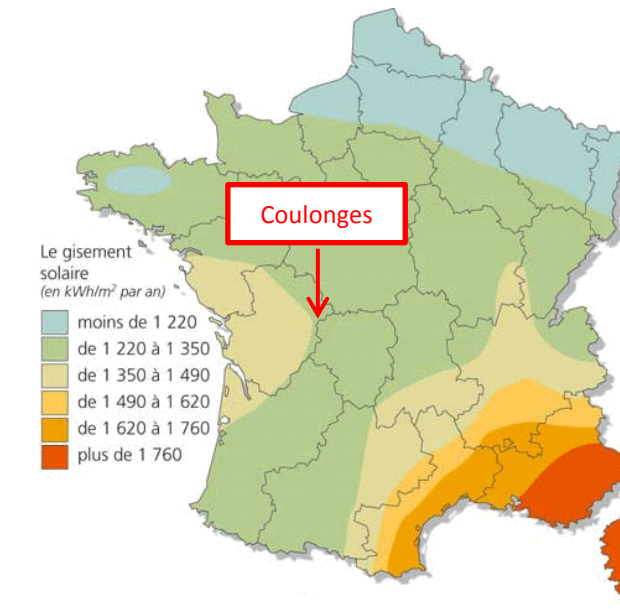 Coulonges
Le gisement
solaire
(en kWh/m² par an)
moins de 1 220
de 1 220 à 1 350
de 1 350 à 1 490
de 1 490 à 1 620
de 1 620 à 1 760
plus de 1 760